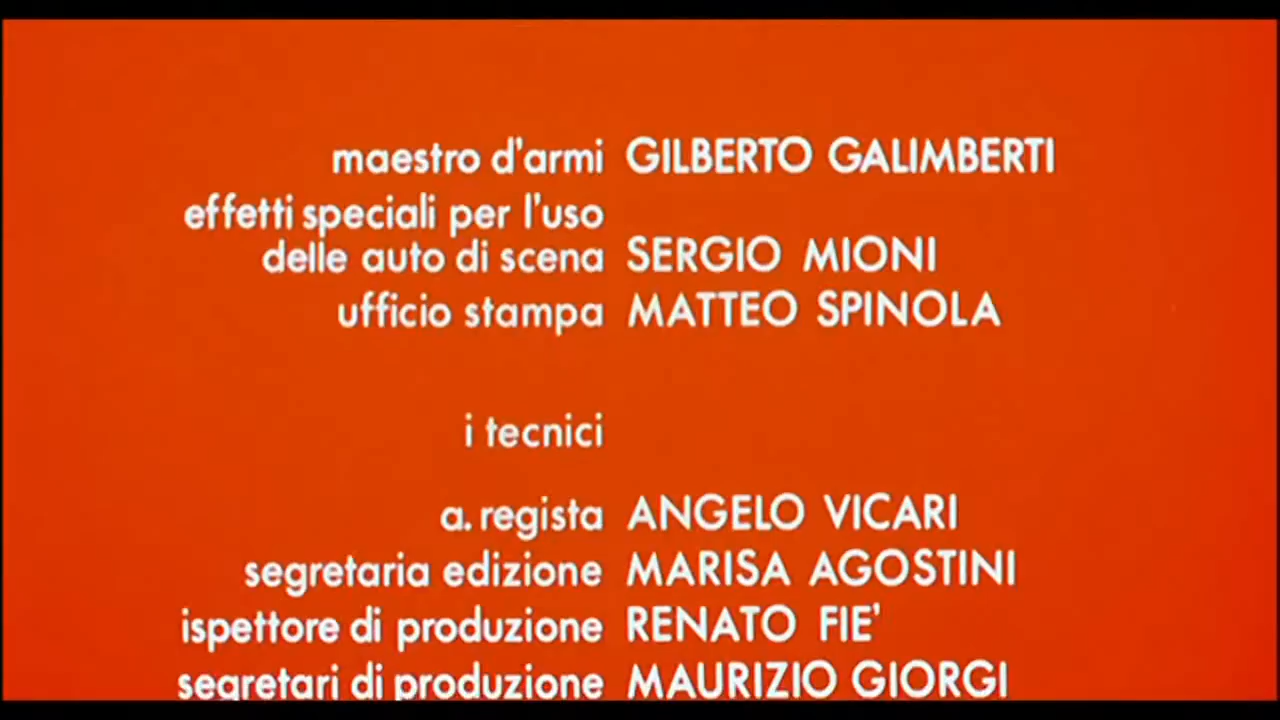 maestro d'armi GILBERTO GALIMBERTI
effetti speciali per l'uso
delle auto di scena SERGIO MIONI
ufficio stampa MATTEO SPINOLA
i tecnici
a. regista ANGELO VICARI
segretaria edizione MARISA AGOSTINI
ispettore di produzione RENATO FIE'
segretari di produzione MAURIZIO GIORGI